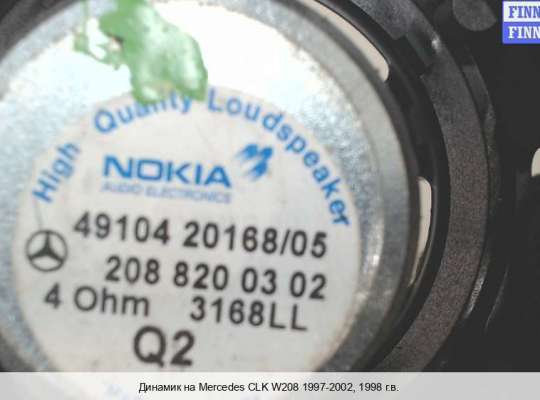 FINN
FINN
High Quality Loudspeaker
NOKIA
AUDIO ELECTRONICS
49104 20168/05
208 820 03 02
4 Ohm 3168LL
Q2
Динамик на Mercedes CLK W208 1997-2002, 1998 г.в.